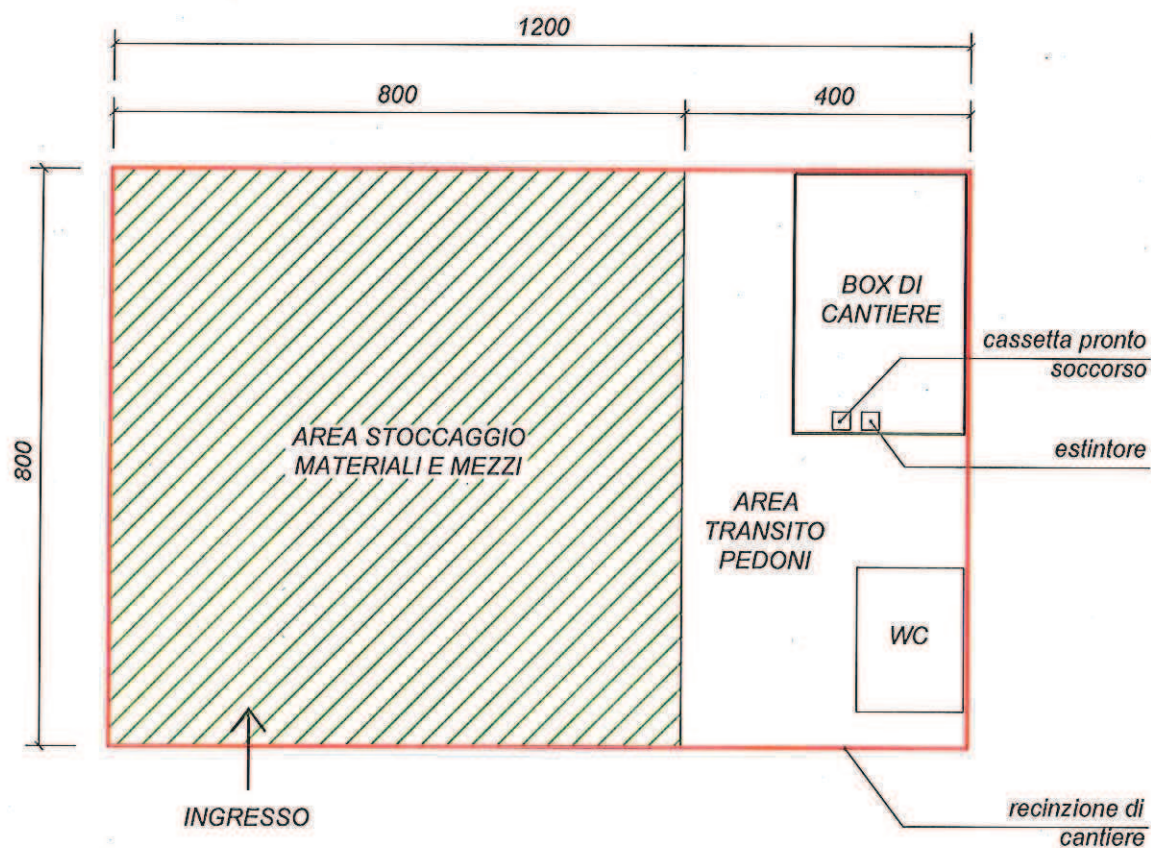 1200
800
400
BOX DI
CANTIERE
cassetta pronto
soccorso
800
AREA STOCCAGGIO
MATERIALI E MEZZI
estintore
AREA
TRANSITO
PEDONI
WC
INGRESSO
recinzione di
cantiere